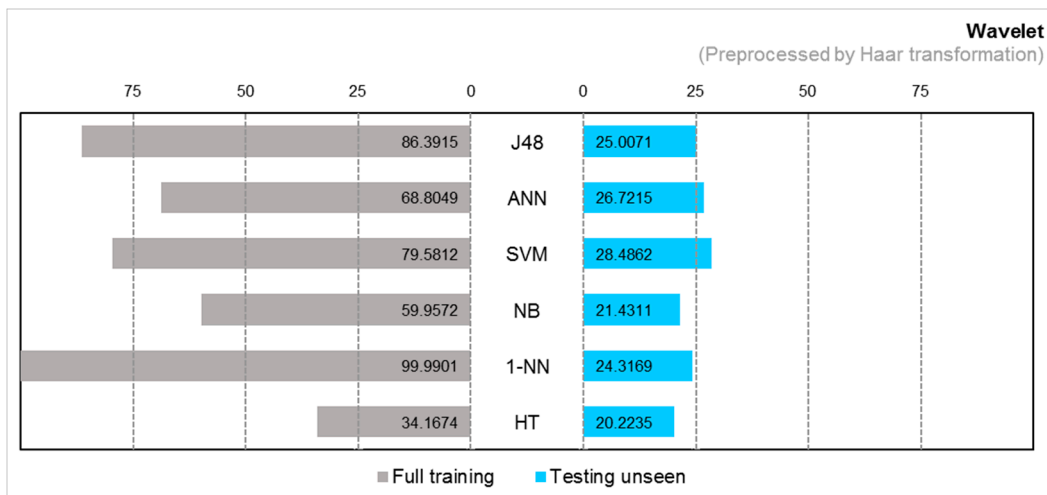 Wavelet
(Preprocessed by Haar transformation)
75 50 25 0 0 25 50 75
86.3915 J48 25.0071
68.8049 ANN 26.7215
79.5812 SVM 28.4862
59.9572 NB 21.4311
99.9901 1-NN 24.3169
34.1674 HT 20.2235
Full training Testing unseen